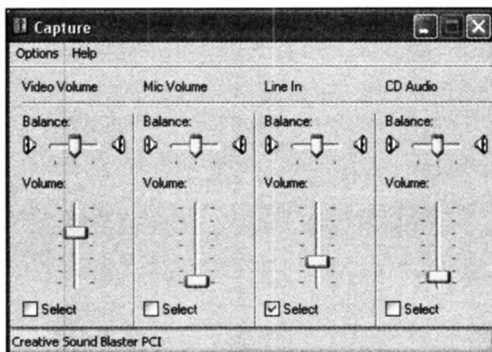 Capture
Options Help
Video Volume Mic Volume Line In CD Audio
Balance: Balance: Balance: Balance:
Volume: Volume: Volume: Volume:
Select Select Select Select
Creative Sound Blaster PCI